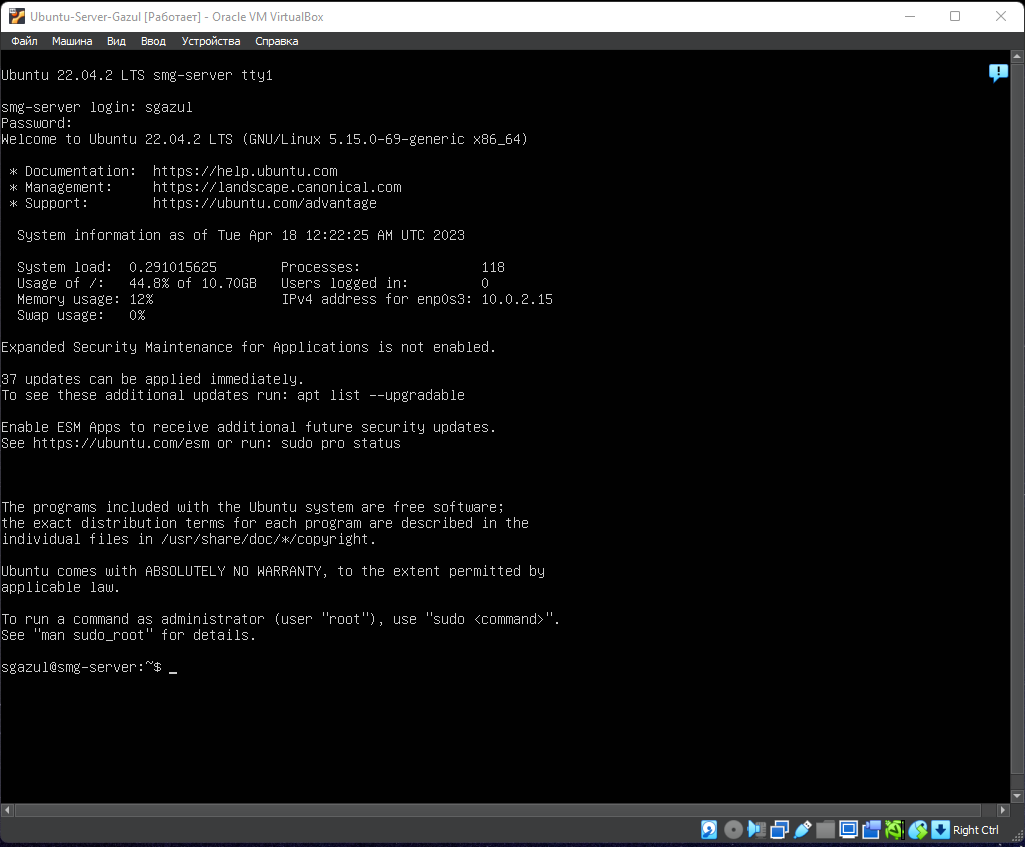 Ubuntu-Server-Gazul [Работает] - Oracle VM VirtualBox
Файл Машина Вид Ввод Устройства Справка
Ubuntu 22.04.2 LTS smg-server tty1
smg-server login: sgazul
Password:
Welcome to Ubuntu 22.04.2 LTS (GNU/Linux 5.15.0-69-generic x86_64)
* Documentation:  https://help.ubuntu.com
* Management:     https://landscape.canonical.com
* Support:        https://ubuntu.com/advantage
System information as of Tue Apr 18 12:22:25 AM UTC 2023
System load:  0.291015625        Processes:               118
Usage of /:   44.8% of 10.70GB   Users logged in:         0
Memory usage: 12%                IPv4 address for enp0s3: 10.0.2.15
Swap usage:   0%
Expanded Security Maintenance for Applications is not enabled.
37 updates can be applied immediately.
To see these additional updates run: apt list --upgradable
Enable ESM Apps to receive additional future security updates.
See https://ubuntu.com/esm or run: sudo pro status
The programs included with the Ubuntu system are free software;
the exact distribution terms for each program are described in the
individual files in /usr/share/doc/*/copyright.
Ubuntu comes with ABSOLUTELY NO WARRANTY, to the extent permitted by
applicable law.
To run a command as administrator (user "root"), use "sudo <command>".
See "man sudo_root" for details.
sgazul@smg-server:~$ _
Right Ctrl